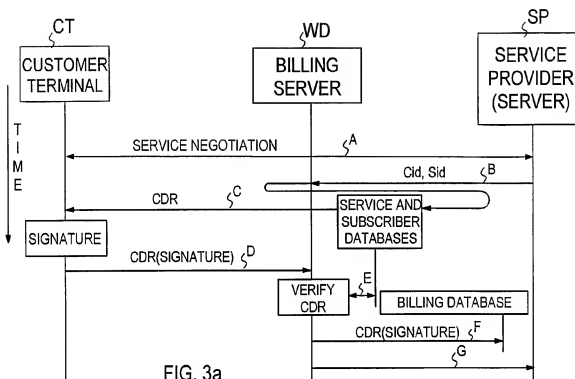 CT
WD
SP
CUSTOMER
TERMINAL
BILLING
SERVER
SERVICE
PROVIDER
(SERVER)
TIME
SERVICE NEGOTIATION
A
Cid, Sid
B
CDR
C
SERVICE AND
SUBSCRIBER
DATABASES
SIGNATURE
CDR(SIGNATURE)
D
E
VERIFY
CDR
BILLING DATABASE
CDR(SIGNATURE)
F
G
FIG. 3a